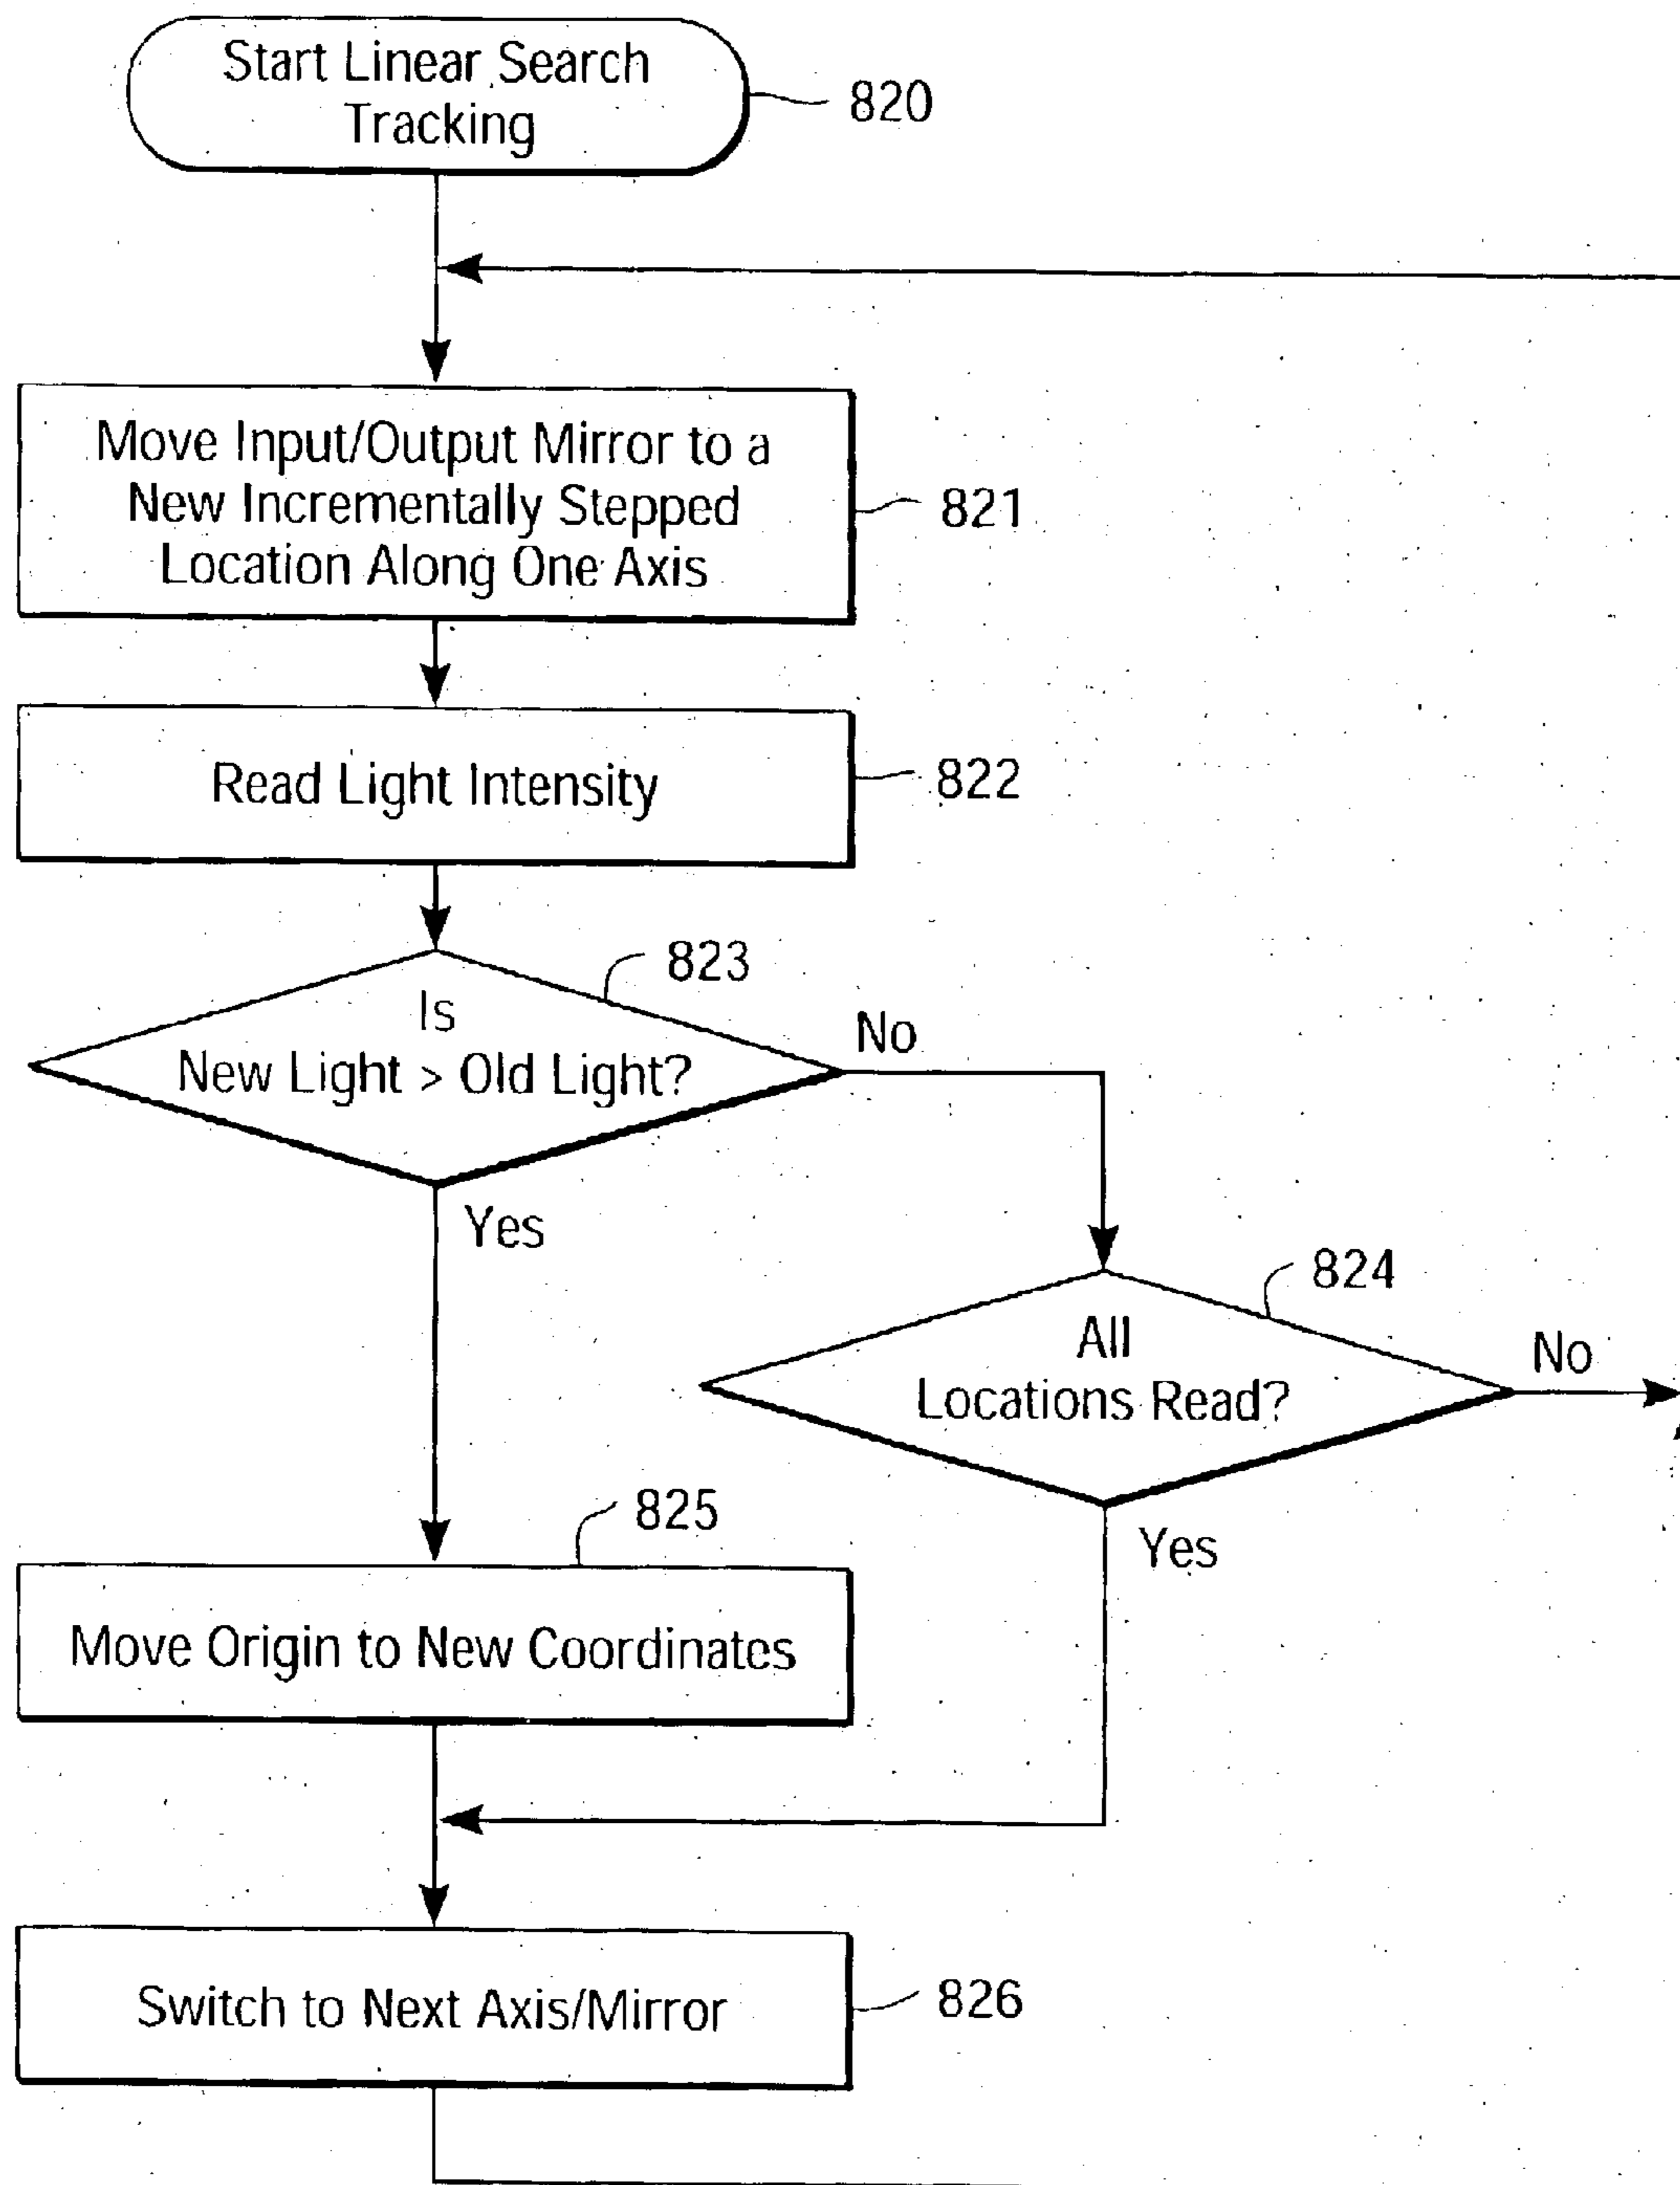 Start Linear Search
Tracking
820
Move Input/Output Mirror to a
New Incrementally Stepped
Location Along One Axis
821
Read Light Intensity
822
823
Is
New Light > Old Light?
No
Yes
824
All
Locations Read?
No
Yes
825
Move Origin to New Coordinates
Switch to Next Axis/Mirror
826